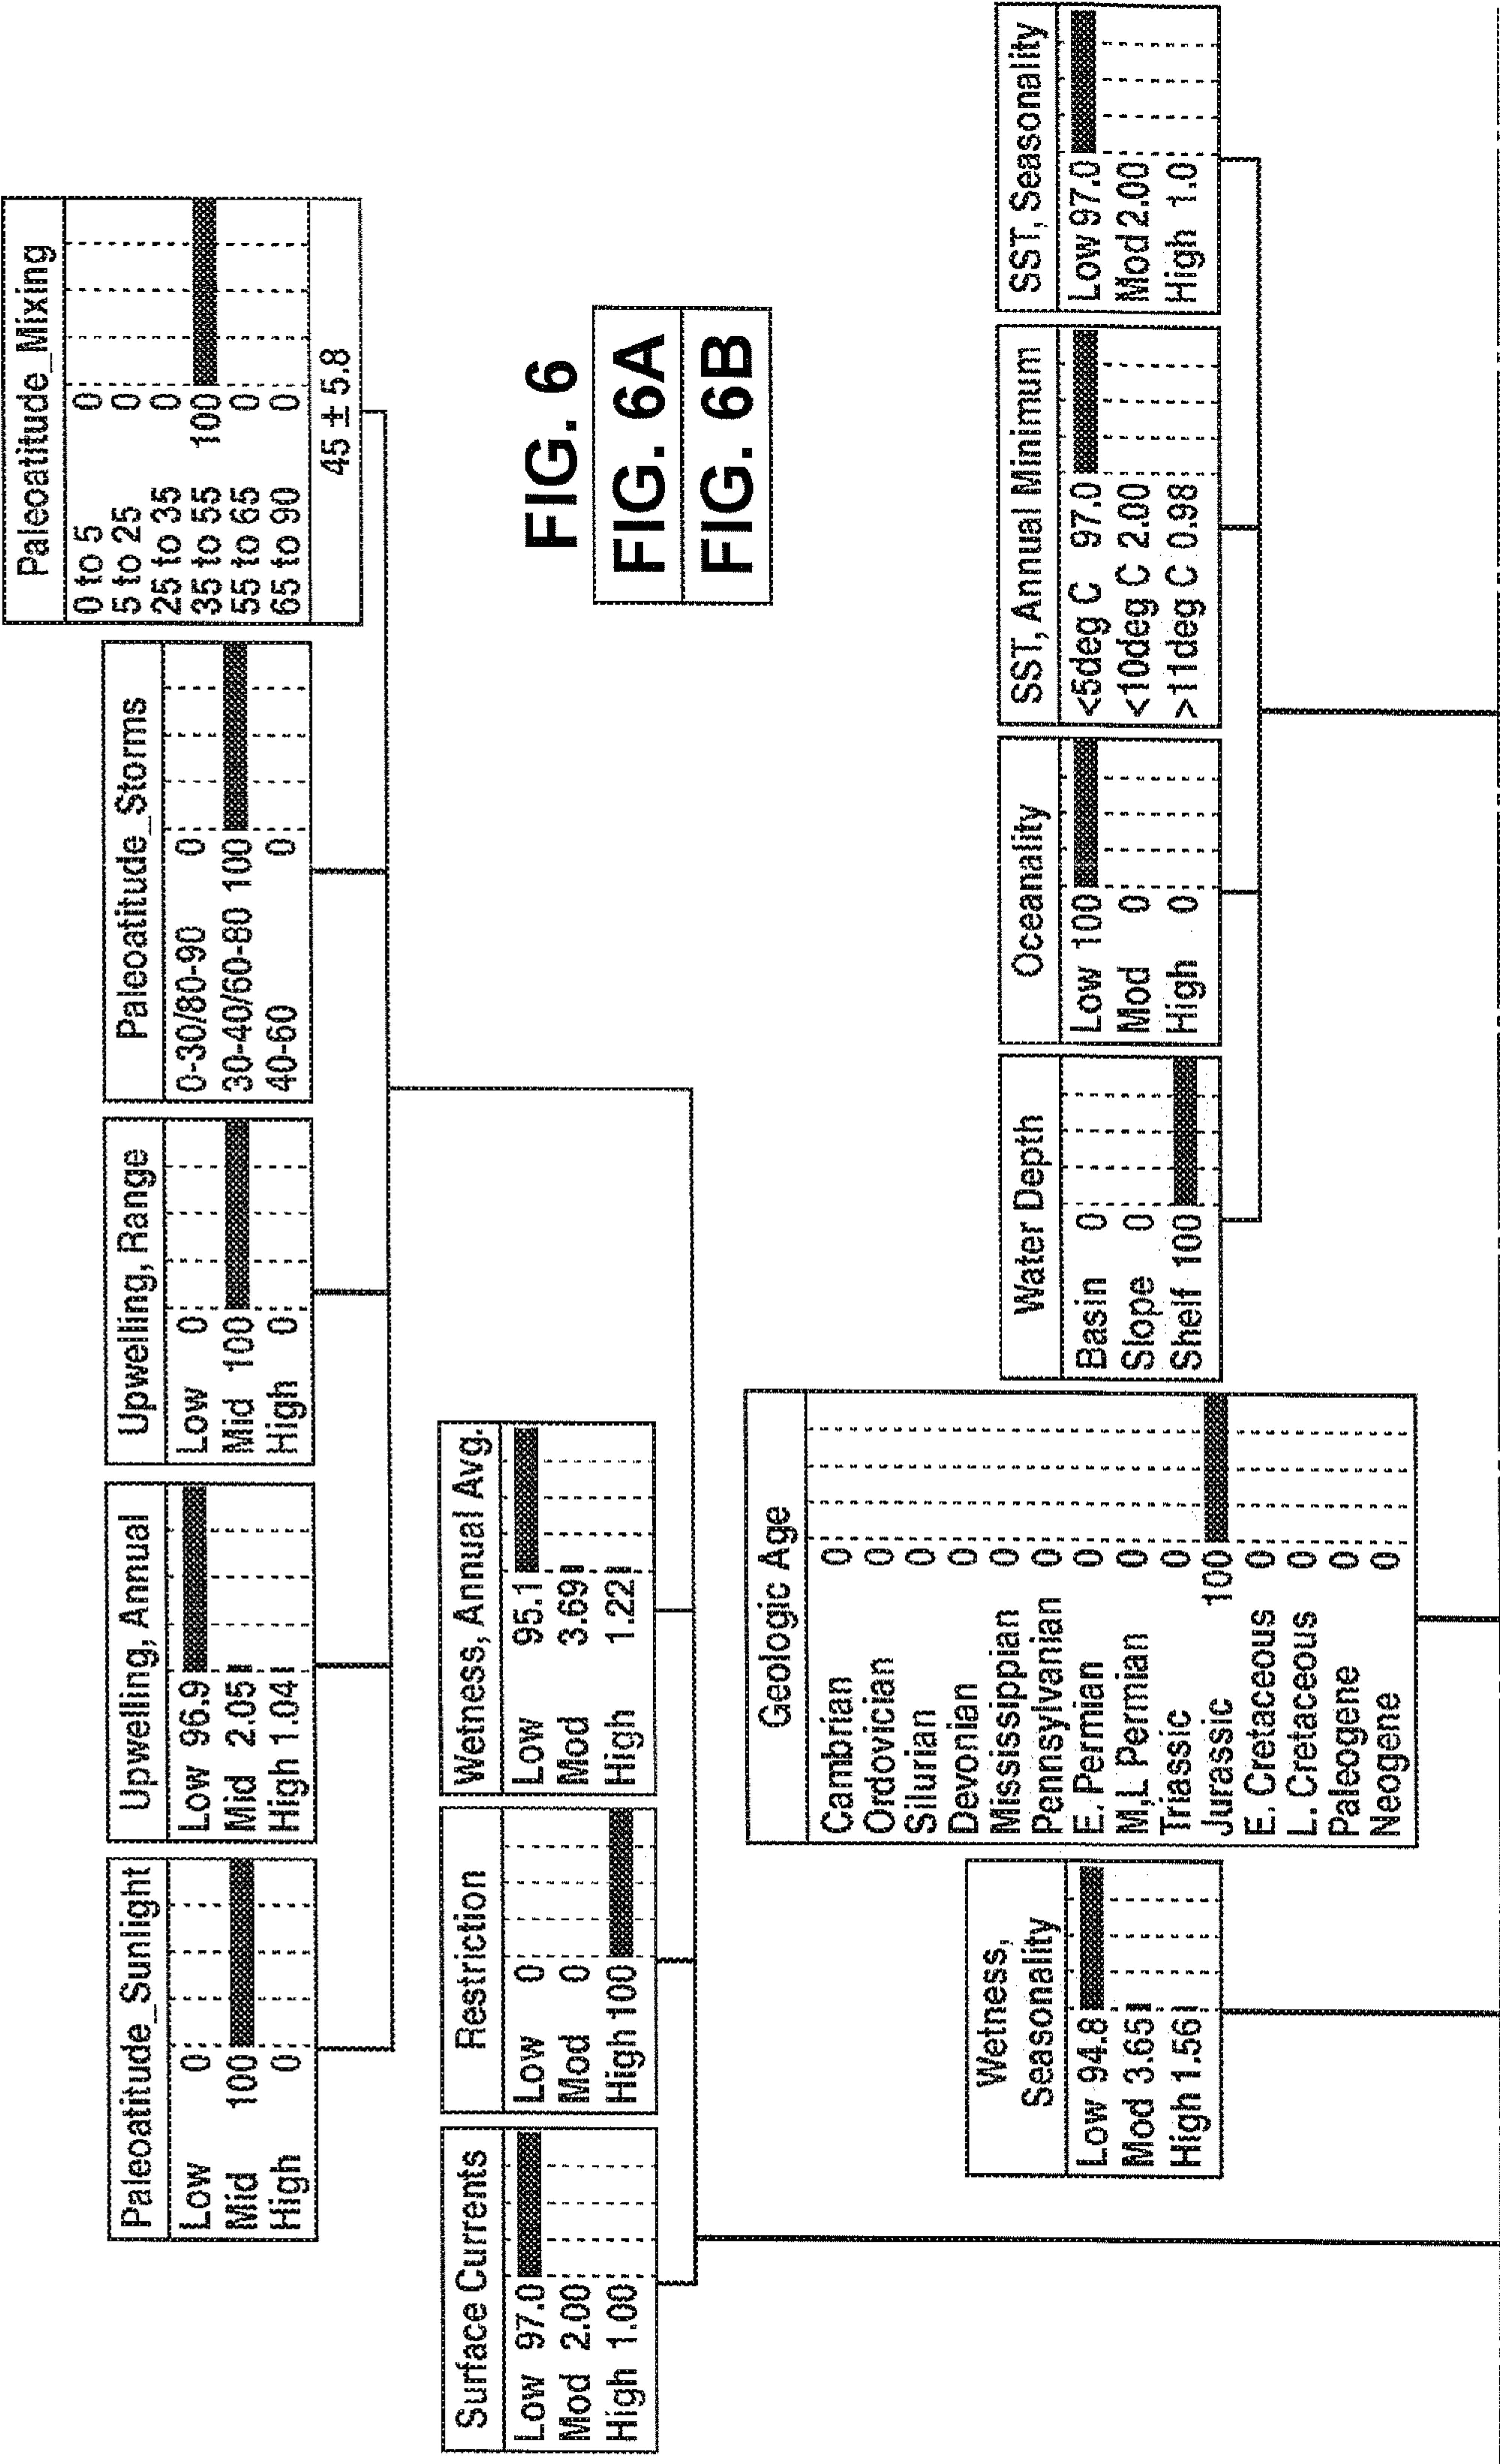 Paleoatitude_Sunlight
Low 0
Mid 100
High 0
Upwelling, Annual
Low 96.9
Mid 2.05
High 1.04
Upwelling, Range
Low 0
Mid 100
High 0
Paleoatitude_Storms
0-30/80-90 0
30-40/60-80 100
40-60 0
Paleoatitude_Mixing
0 to 5 0
5 to 25 0
25 to 35 0
35 to 55 100
55 to 65 0
65 to 90 0
45 ± 5.8
Surface Currents
Low 97.0
Mod 2.00
High 1.00
Restriction
Low 0
Mod 0
High 100
Wetness, Annual Avg.
Low 95.1
Mod 3.69
High 1.22
FIG. 6
FIG. 6A
FIG. 6B
Wetness,
Seasonality
Low 94.8
Mod 3.65
High 1.56
Geologic Age
Cambrian 0
Ordovician 0
Silurian 0
Devonian 0
Mississippian 0
Pennsylvanian 0
E. Permian 0
M,L Permian 0
Triassic 0
Jurassic 100
E. Cretaceous 0
L. Cretaceous 0
Paleogene 0
Neogene 0
Water Depth
Basin 0
Slope 0
Shelf 100
Oceanality
Low 100
Mod 0
High 0
SST, Annual Minimum
<5deg C 97.0
<10deg C 2.00
>11deg C 0.98
SST, Seasonality
Low 97.0
Mod 2.00
High 1.0